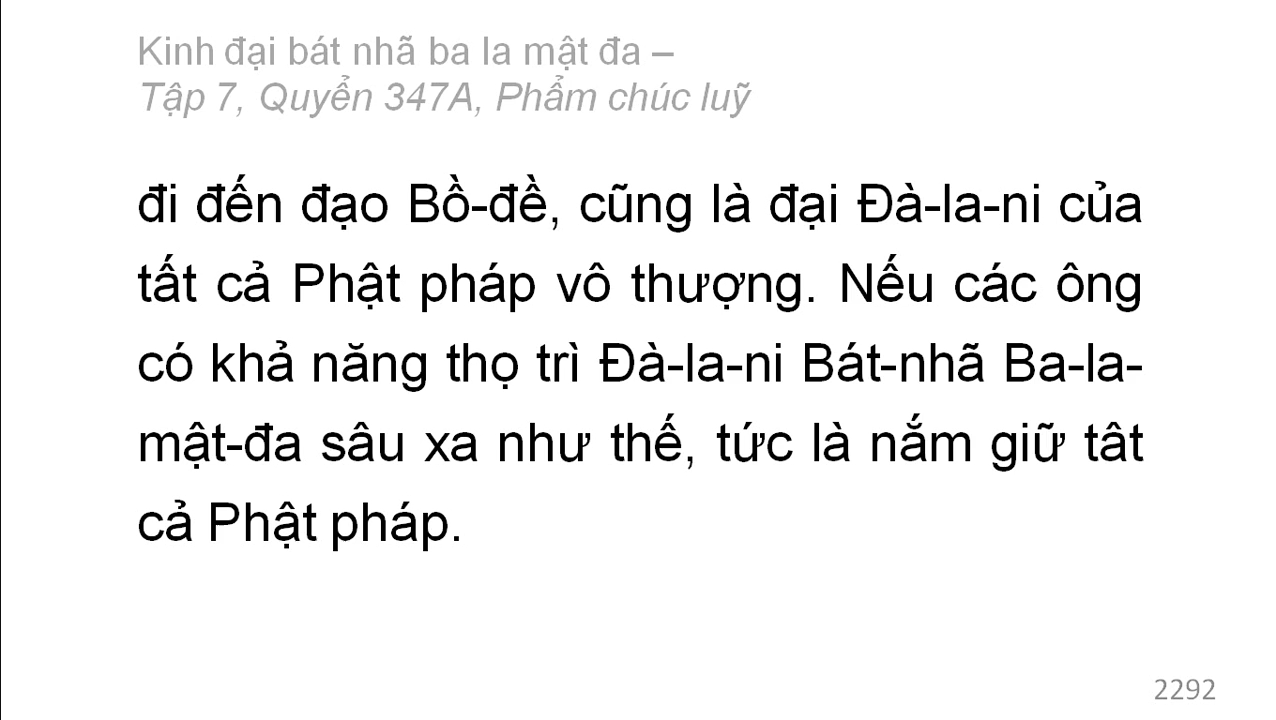 Kinh đại bát nhã ba la mật đa –
Tập 7, Quyển 347A, Phẩm chúc luỹ
đi đến đạo Bồ-đề, cũng là đại Đà-la-ni của
tất cả Phật pháp vô thượng. Nếu các ông
có khả năng thọ trì Đà-la-ni Bát-nhã Ba-la-
mật-đa sâu xa như thế, tức là nắm giữ tât
cả Phật pháp.
2292